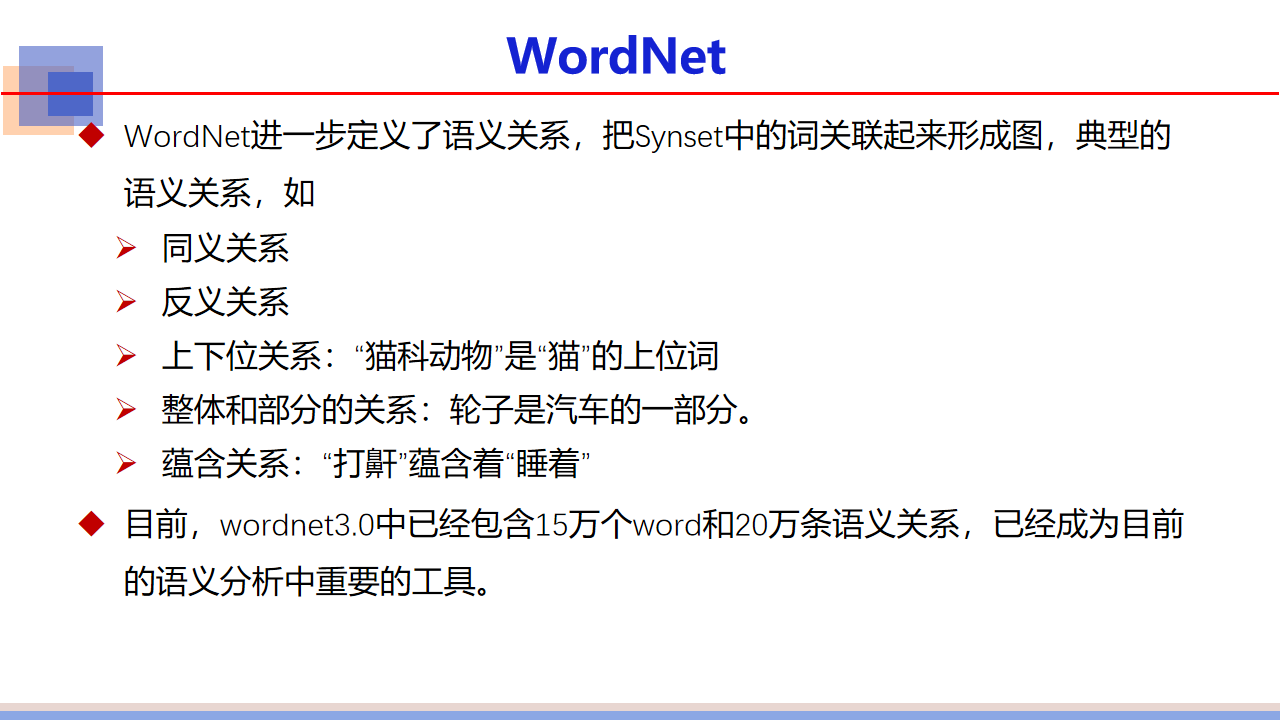 WordNet
WordNet进一步定义了语义关系，把Synset中的词关联起来形成图，典型的
语义关系，如
同义关系
反义关系
上下位关系：“猫科动物”是“猫”的上位词
整体和部分的关系：轮子是汽车的一部分。
蕴含关系：“打鼾”蕴含着“睡着”
目前，wordnet3.0中已经包含15万个word和20万条语义关系，已经成为目前
的语义分析中重要的工具。